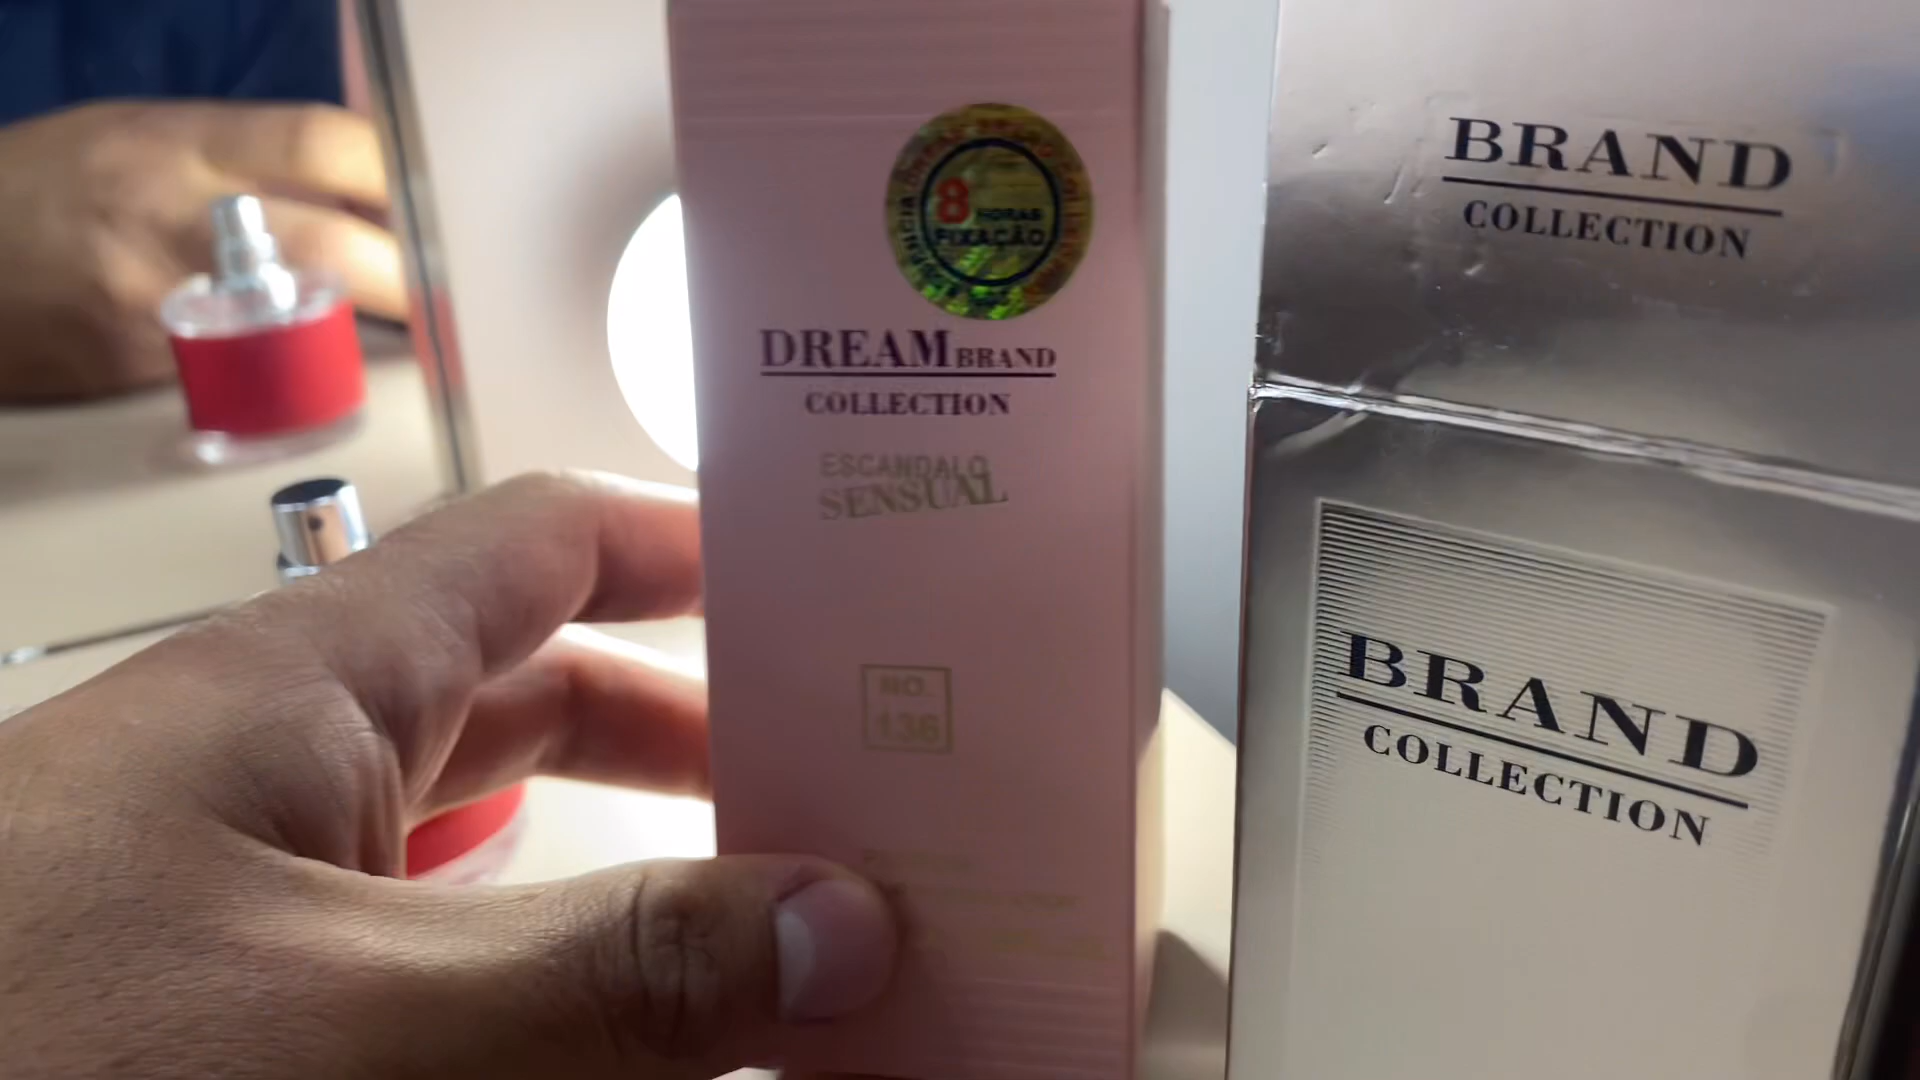 8 HORAS
FIXAÇÃO
DREAM BRAND
COLLECTION
ESCANDALO
SENSUAL
NO.
136
BRAND
COLLECTION
BRAND
COLLECTION